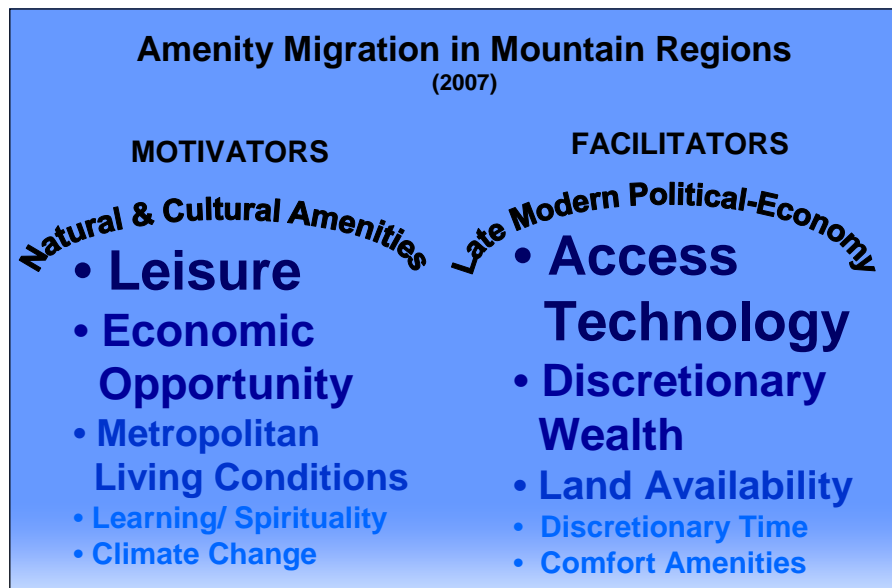 Amenity Migration in Mountain Regions
(2007)
MOTIVATORS
Natural & Cultural Amenities
• Leisure
• Economic
Opportunity
• Metropolitan
Living Conditions
• Learning/ Spirituality
• Climate Change
FACILITATORS
Late Modern Political-Economy
• Access
Technology
• Discretionary
Wealth
• Land Availability
• Discretionary Time
• Comfort Amenities